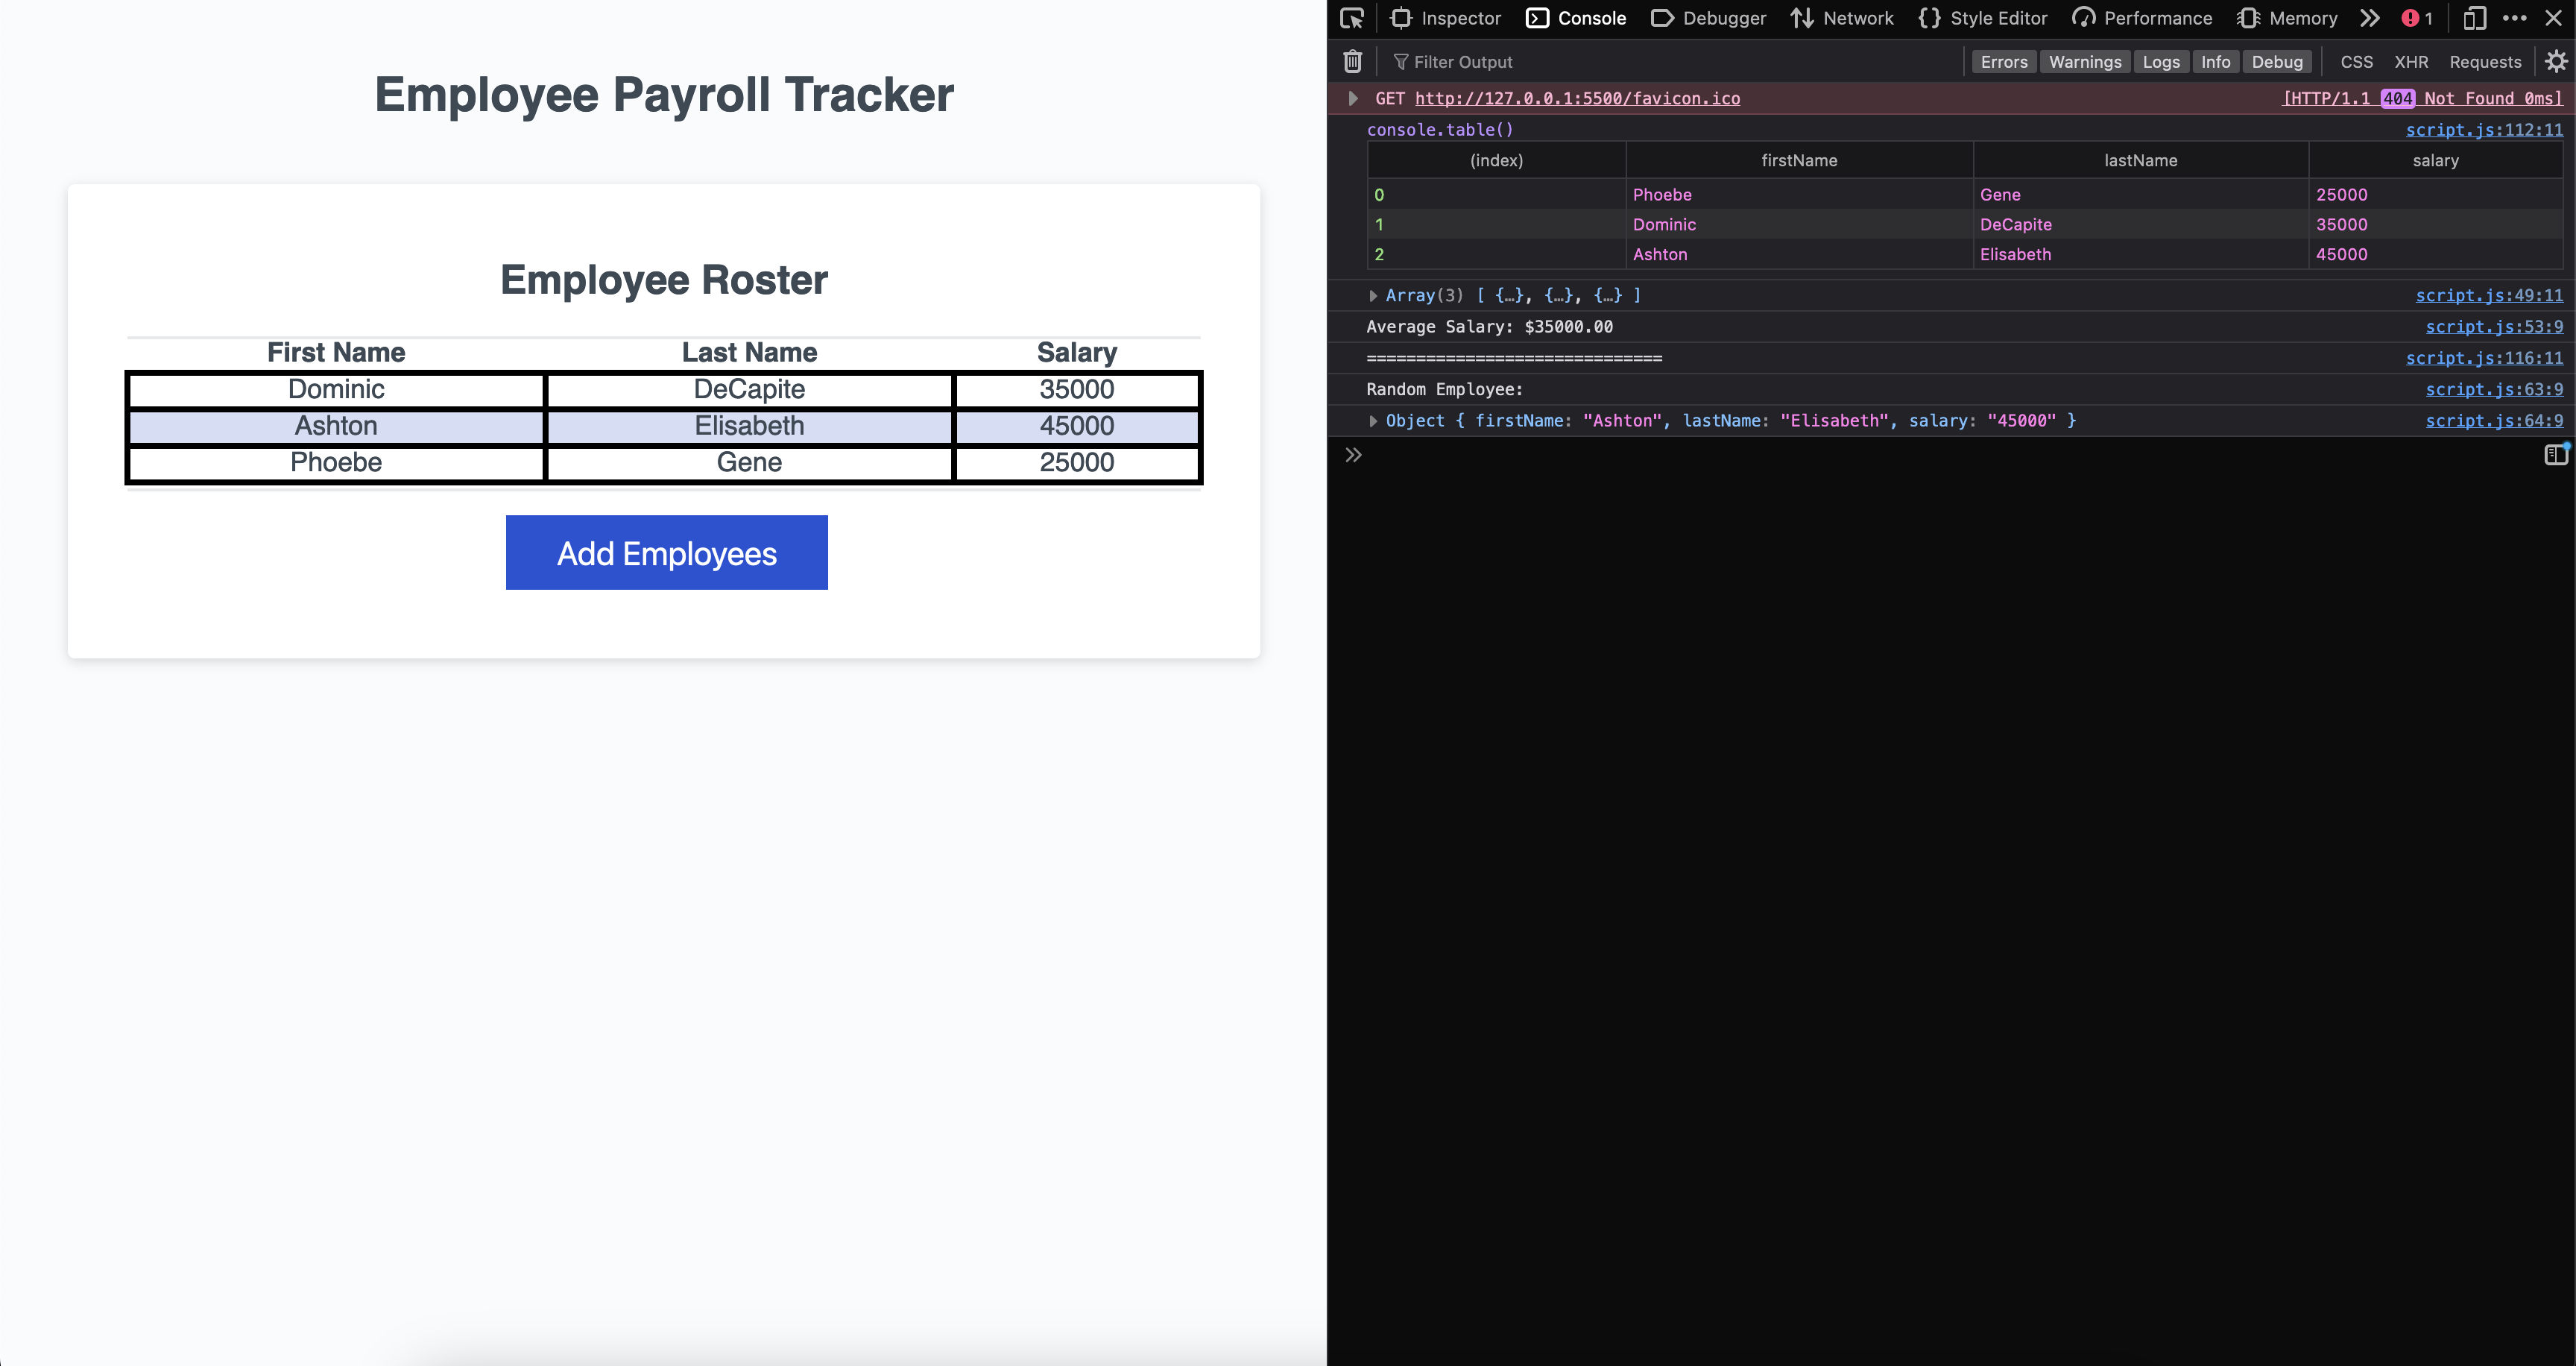 Employee Payroll Tracker
Employee Roster
First Name Last Name Salary
Dominic DeCapite 35000
Ashton Elisabeth 45000
Phoebe Gene 25000
Add Employees
Inspector Console Debugger Network {} Style Editor Performance Memory 1
Filter Output Errors Warnings Logs Info Debug CSS XHR Requests
GET http://127.0.0.1:5500/favicon.ico [HTTP/1.1 404 Not Found 0ms]
console.table() script.js:112:11
(index) firstName lastName salary
0 Phoebe Gene 25000
1 Dominic DeCapite 35000
2 Ashton Elisabeth 45000
Array(3) [ {…}, {…}, {…} ] script.js:49:11
Average Salary: $35000.00 script.js:53:9
============================== script.js:116:11
Random Employee: script.js:63:9
Object { firstName: "Ashton", lastName: "Elisabeth", salary: "45000" } script.js:64:9